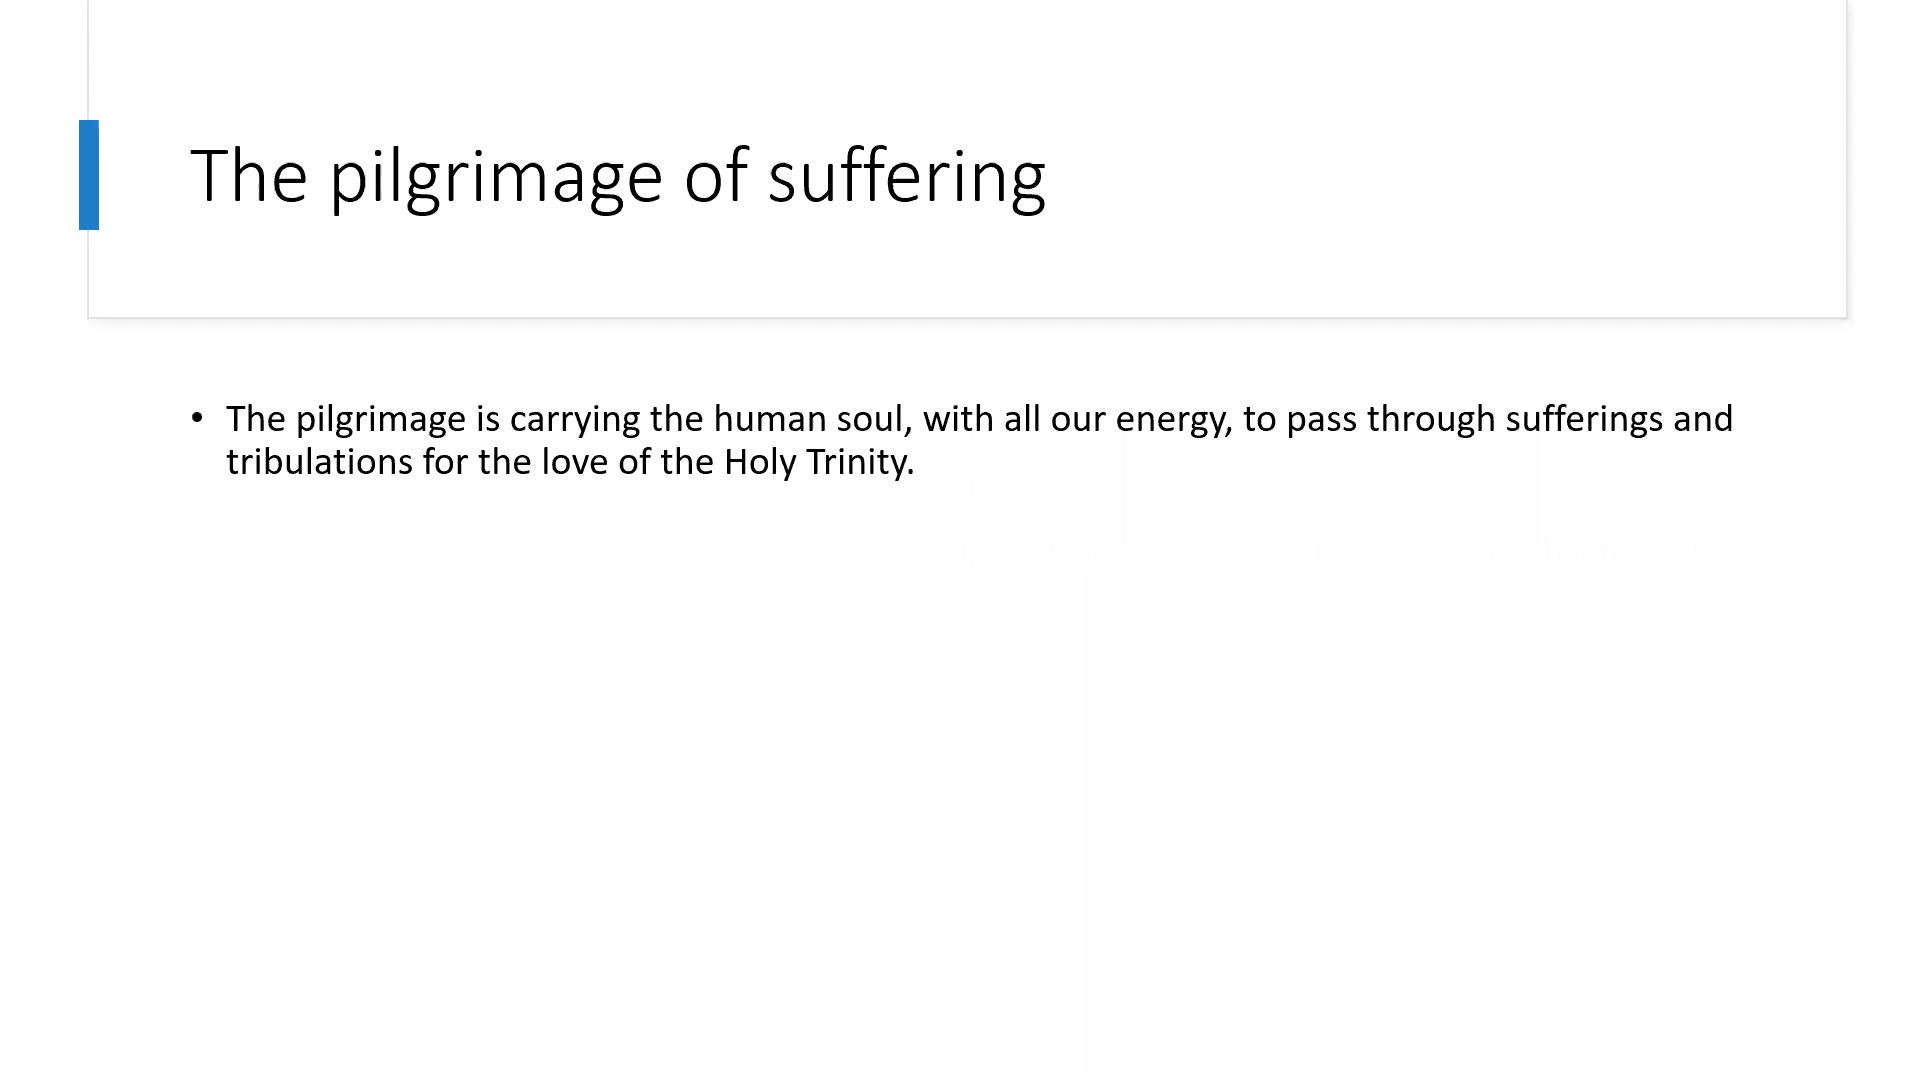 The pilgrimage of suffering
• The pilgrimage is carrying the human soul, with all our energy, to pass through sufferings and
tribulations for the love of the Holy Trinity.